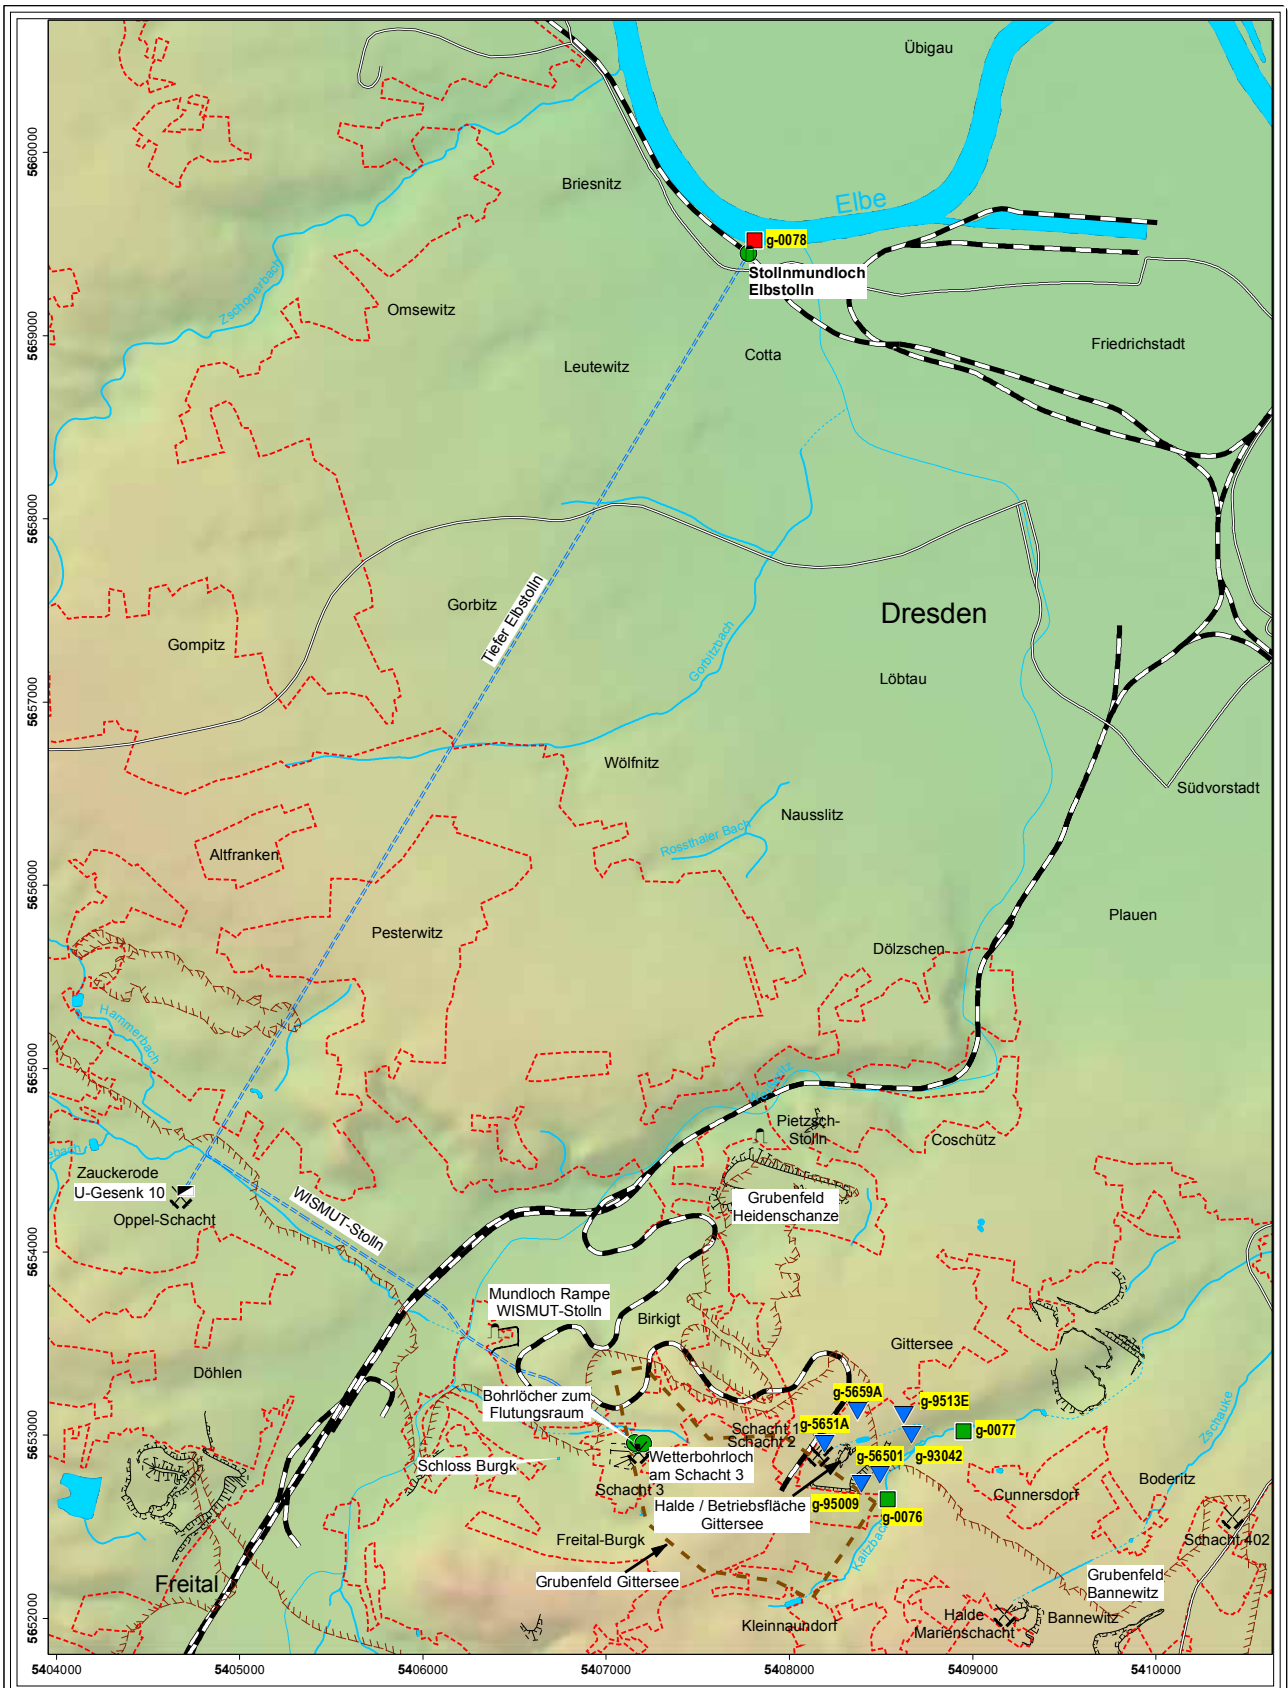 Übigau
5660000
Briesnitz
Elbe
g-0078
Stollnmundloch
Elbstolln
Zschonerbach
Omsewitz
5659000
Friedrichstadt
Cotta
Leutewitz
5658000
Tiefer Elbstolln
Gorbitz
Dresden
Gompitz
Gorbitzbach
Löbtau
5657000
Wölfnitz
Südvorstadt
Nausslitz
Rossthaler Bach
Altfranken
5656000
Plauen
Pesterwitz
Dölzschen
Hammerbach
5655000
Pietzsch-
Stolln
Coschütz
ebach
Zauckerode
U-Gesenk 10
Oppel-Schacht
WISMUT-Stolln
Grubenfeld
Heidenschanze
5654000
Mundloch Rampe
WISMUT-Stolln
Birkigt
Gittersee
Döhlen
Bohrlöcher zum
Flutungsraum
g-5659A
g-9513E
g-5651A
g-0077
Zschauke
5653000
Schacht 1
Schacht 2
g-56501
g-93042
Schloss Burgk
Wetterbohrloch
am Schacht 3
Schacht 3
Boderitz
Cunnersdorf
Halde / Betriebsfläche
Gittersee
g-95009
g-0076
Kaitzbach
Schacht 402
Freital-Burgk
Freital
Grubenfeld Gittersee
Grubenfeld
Bannewitz
5652000
Kleinnaundorf
Halde
Marienschacht
Bannewitz
5404000
5405000
5406000
5407000
5408000
5409000
5410000